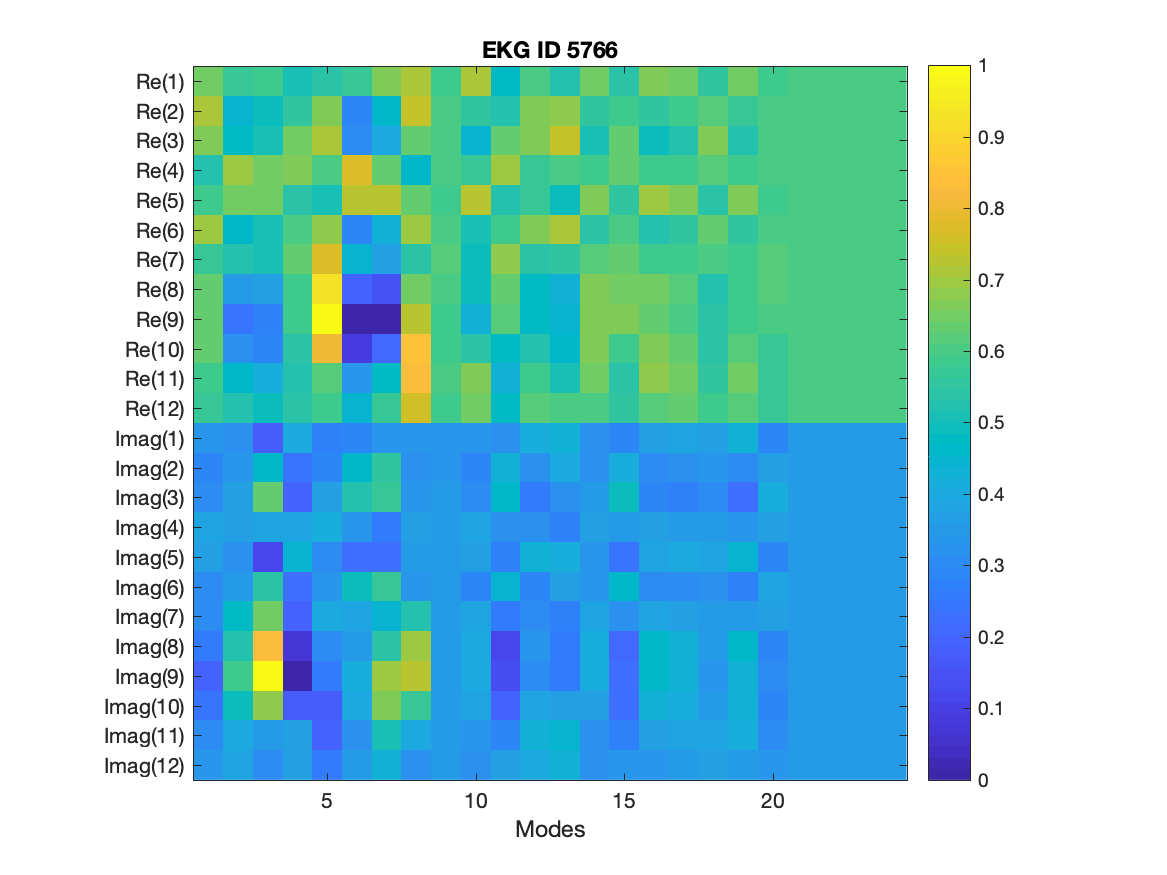 EKG ID 5766
Re(1)
Re(2)
Re(3)
Re(4)
Re(5)
Re(6)
Re(7)
Re(8)
Re(9)
Re(10)
Re(11)
Re(12)
Imag(1)
Imag(2)
Imag(3)
Imag(4)
Imag(5)
Imag(6)
Imag(7)
Imag(8)
Imag(9)
Imag(10)
Imag(11)
Imag(12)
5 10 15 20
Modes
1
0.9
0.8
0.7
0.6
0.5
0.4
0.3
0.2
0.1
0